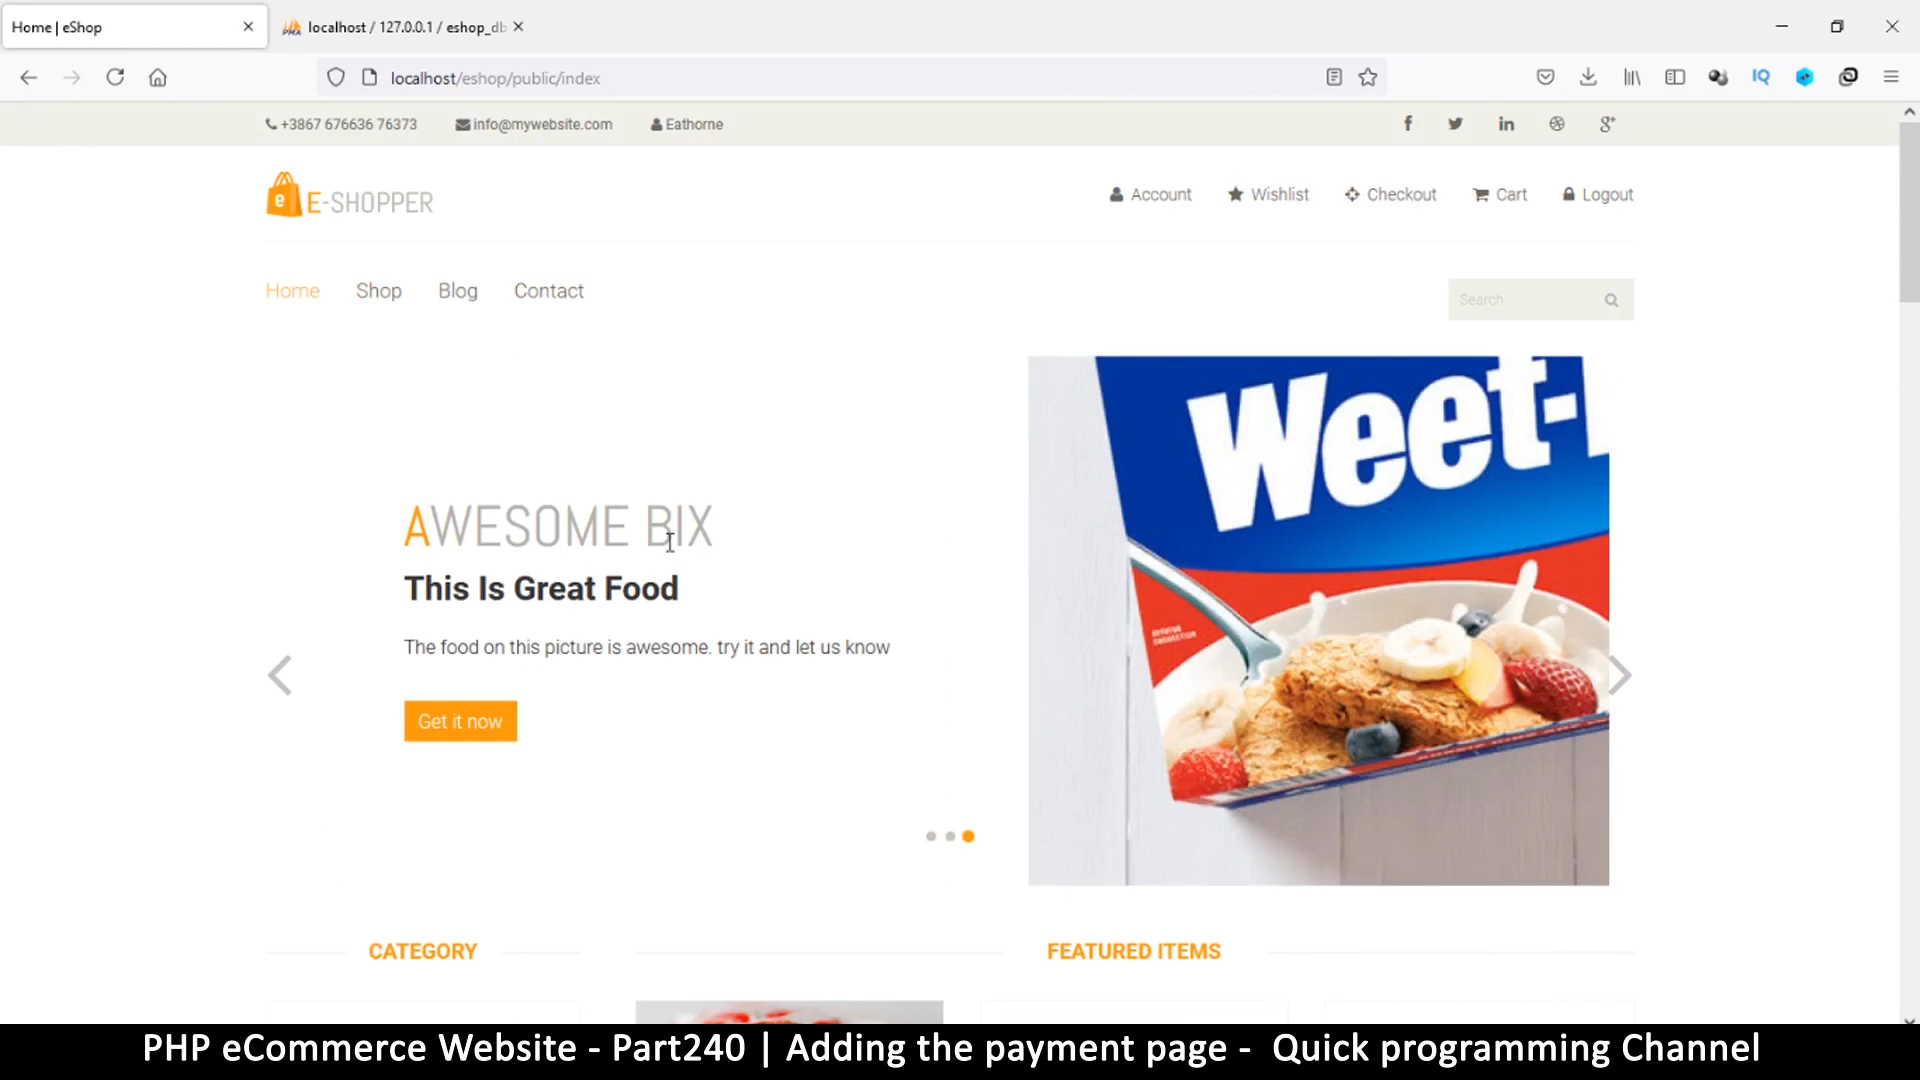 Home | eShop
localhost / 127.0.0.1 / eshop_db
localhost/eshop/public/index
IQ
+3867 676636 76373
info@mywebsite.com
Eathorne
e
E-SHOPPER
Account
Wishlist
Checkout
Cart
Logout
Home
Shop
Blog
Contact
Search
Weet-
AWESOME BIX
This Is Great Food
The food on this picture is awesome. try it and let us know
Get it now
CATEGORY
FEATURED ITEMS
PHP eCommerce Website - Part240 | Adding the payment page - Quick programming Channel